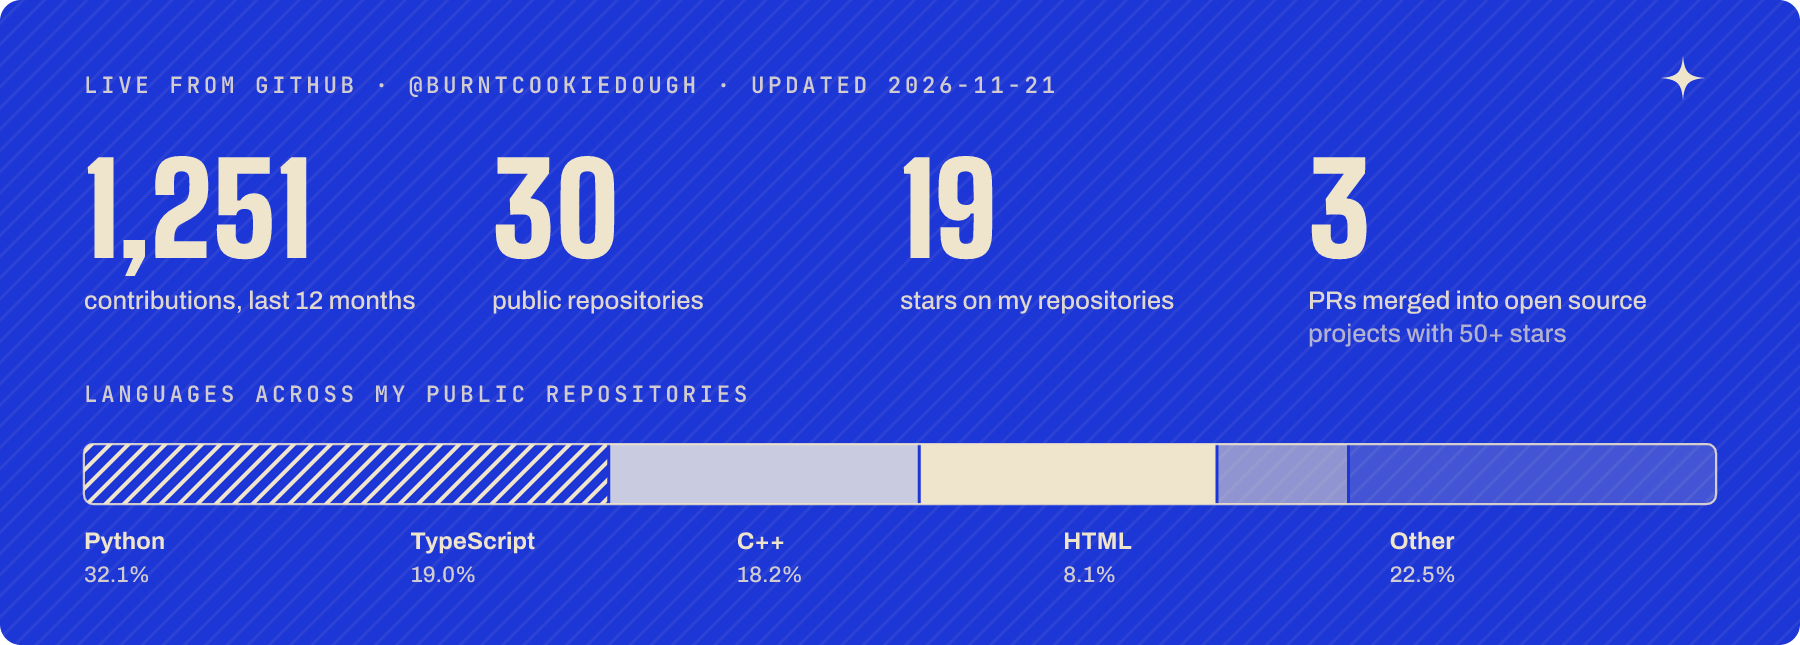 LIVE FROM GITHUB · @BURNTCOOKIEDOUGH · UPDATED 2026-11-21
1,251 30 19 3
contributions, last 12 months public repositories stars on my repositories PRs merged into open source
projects with 50+ stars
LANGUAGES ACROSS MY PUBLIC REPOSITORIES
Python TypeScript C++ HTML Other
32.1% 19.0% 18.2% 8.1% 22.5%